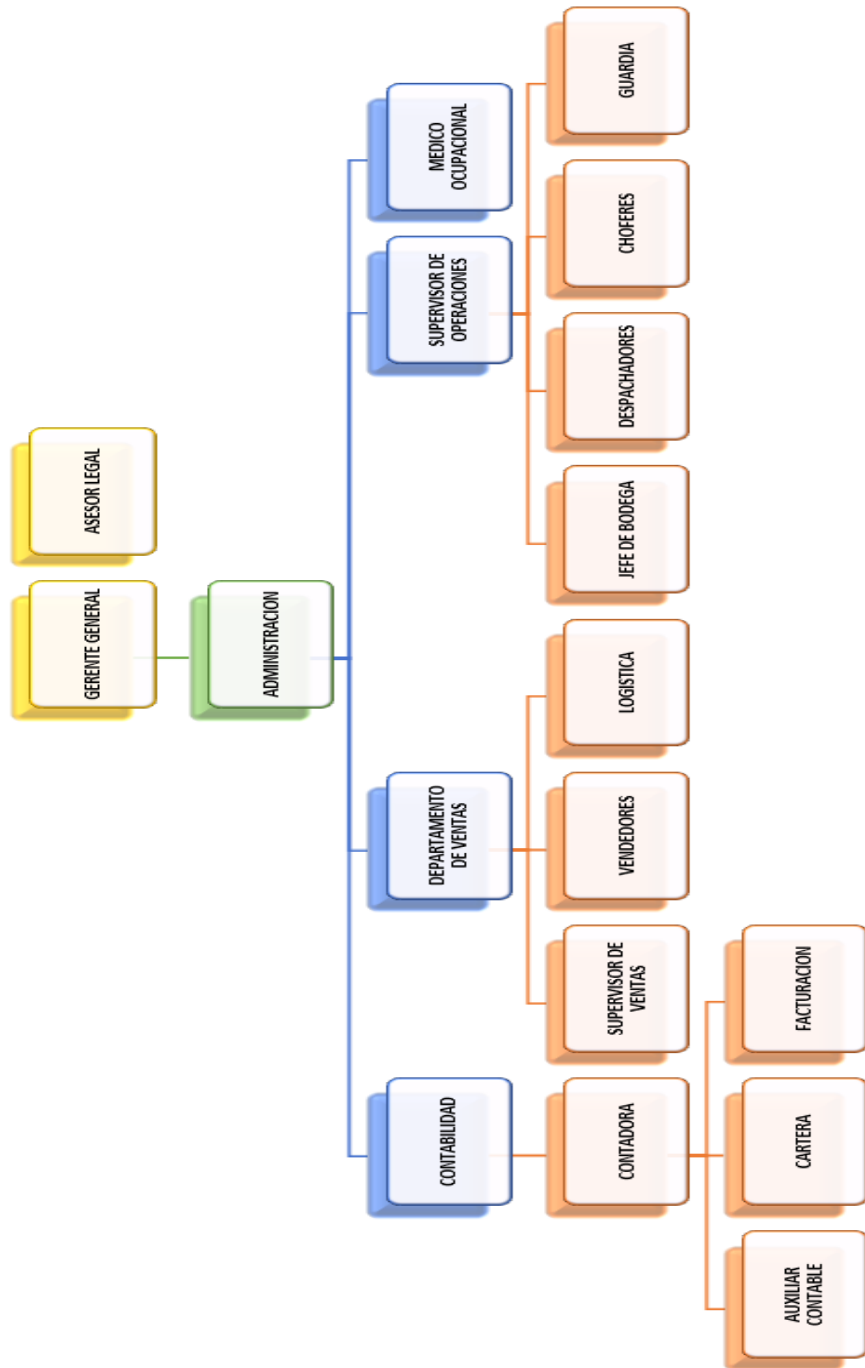 GERENTE GENERAL
ASESOR LEGAL
ADMINISTRACION
CONTABILIDAD
DEPARTAMENTO
DE VENTAS
SUPERVISOR DE
OPERACIONES
MEDICO
OCUPACIONAL
CONTADORA
SUPERVISOR DE
VENTAS
VENDEDORES
LOGISTICA
JEFE DE BODEGA
DESPACHADORES
CHOFERES
GUARDIA
AUXILIAR
CONTABLE
CARTERA
FACTURACION